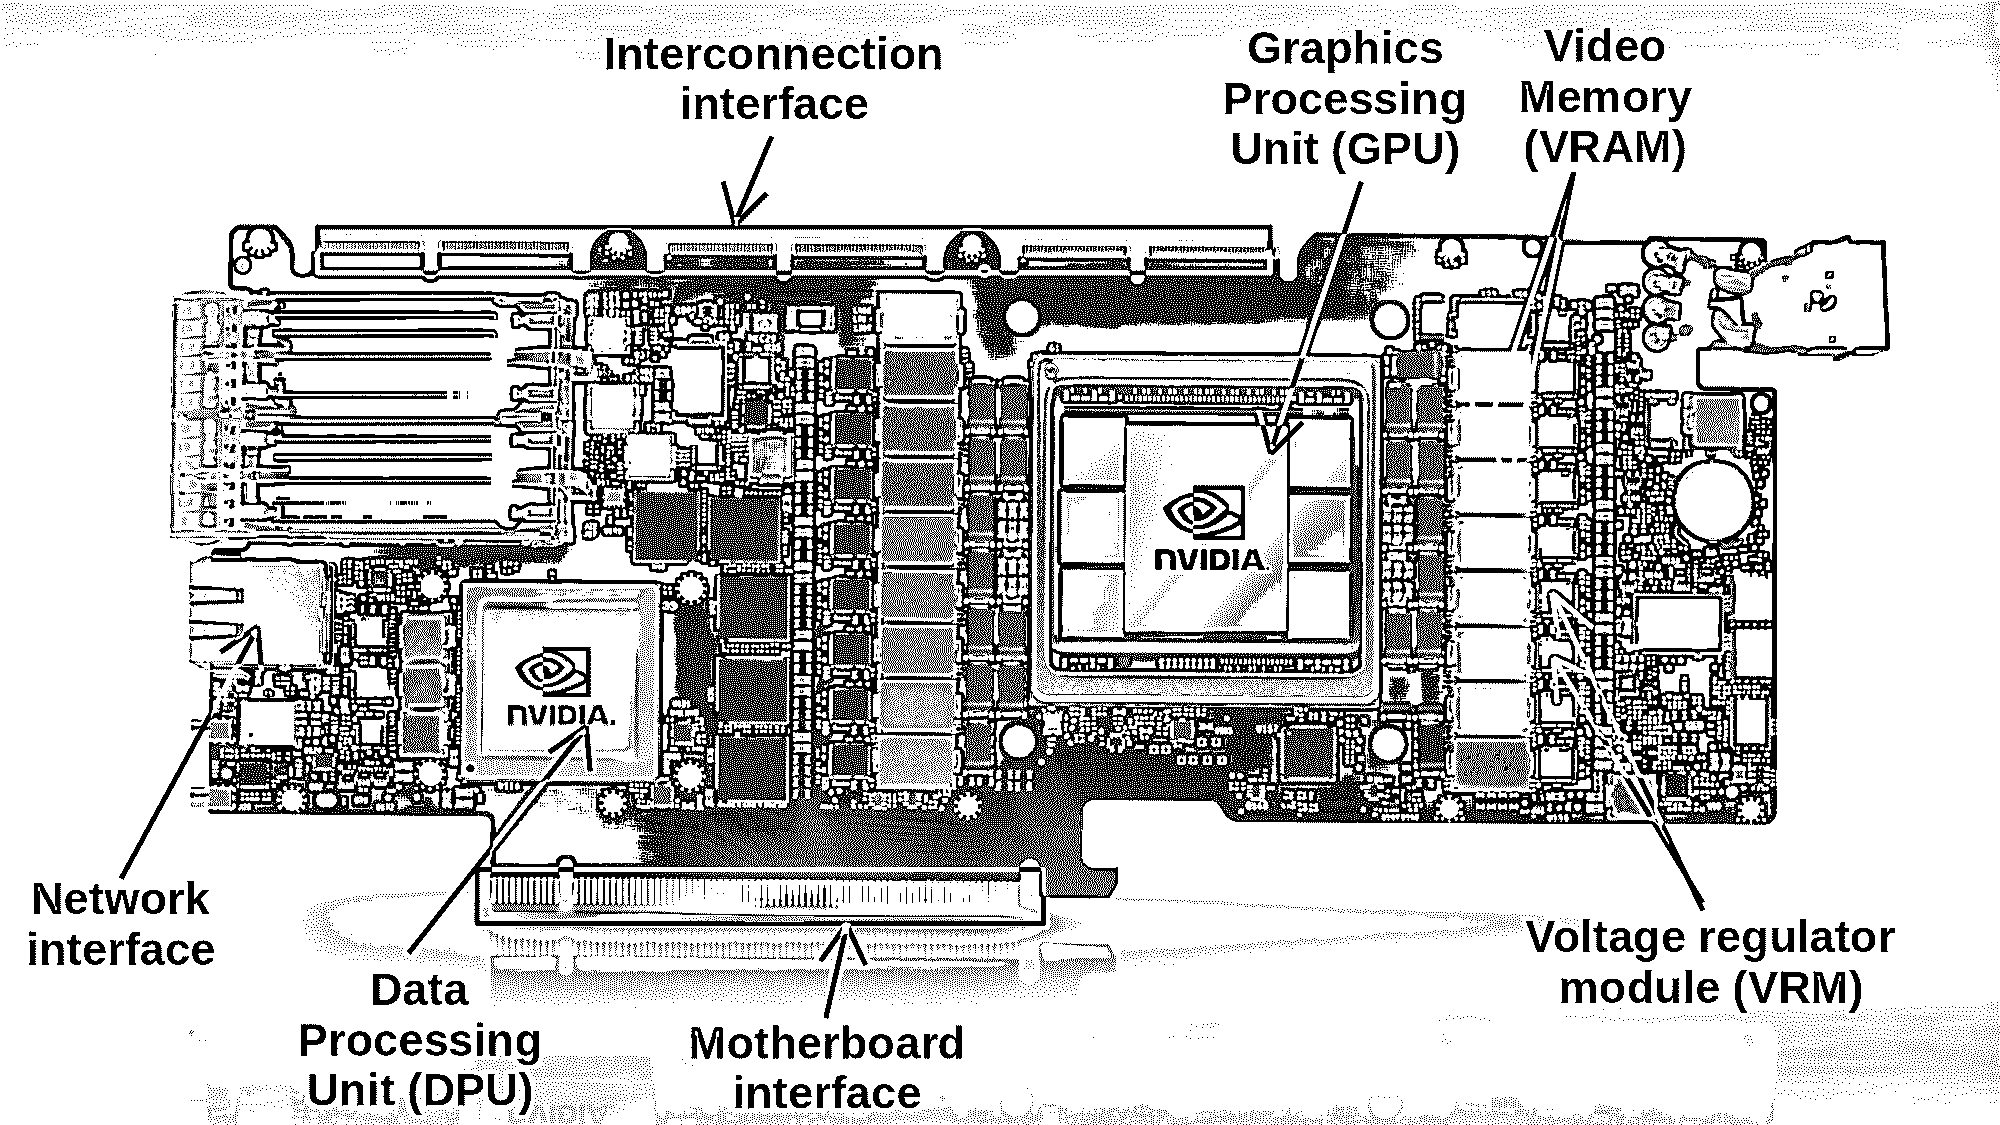 Interconnection
interface
Graphics
Processing
Unit (GPU)
Video
Memory
(VRAM)
nVIDIA
nVIDIA.
Network
interface
Data
Processing
Unit (DPU)
Motherboard
interface
Voltage regulator
module (VRM)